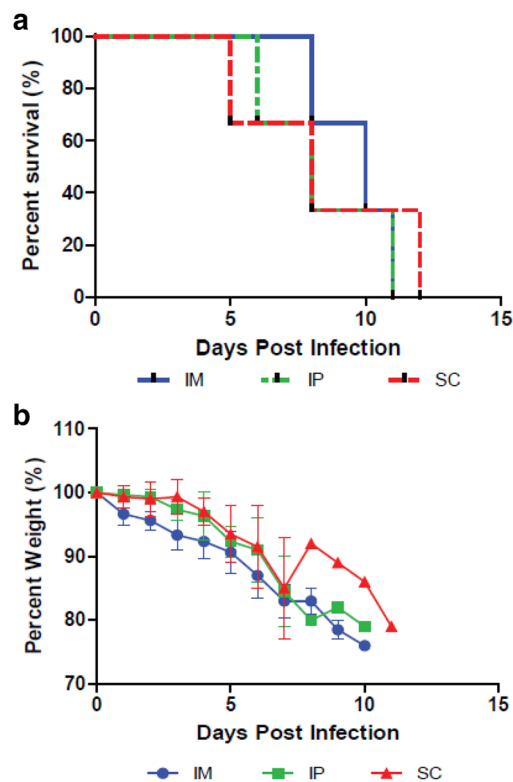 a
Percent survival (%)
100
80
60
40
20
0
0 5 10 15
Days Post Infection
IM IP SC
b
Percent Weight (%)
110
100
90
80
70
0 5 10 15
Days Post Infection
IM IP SC